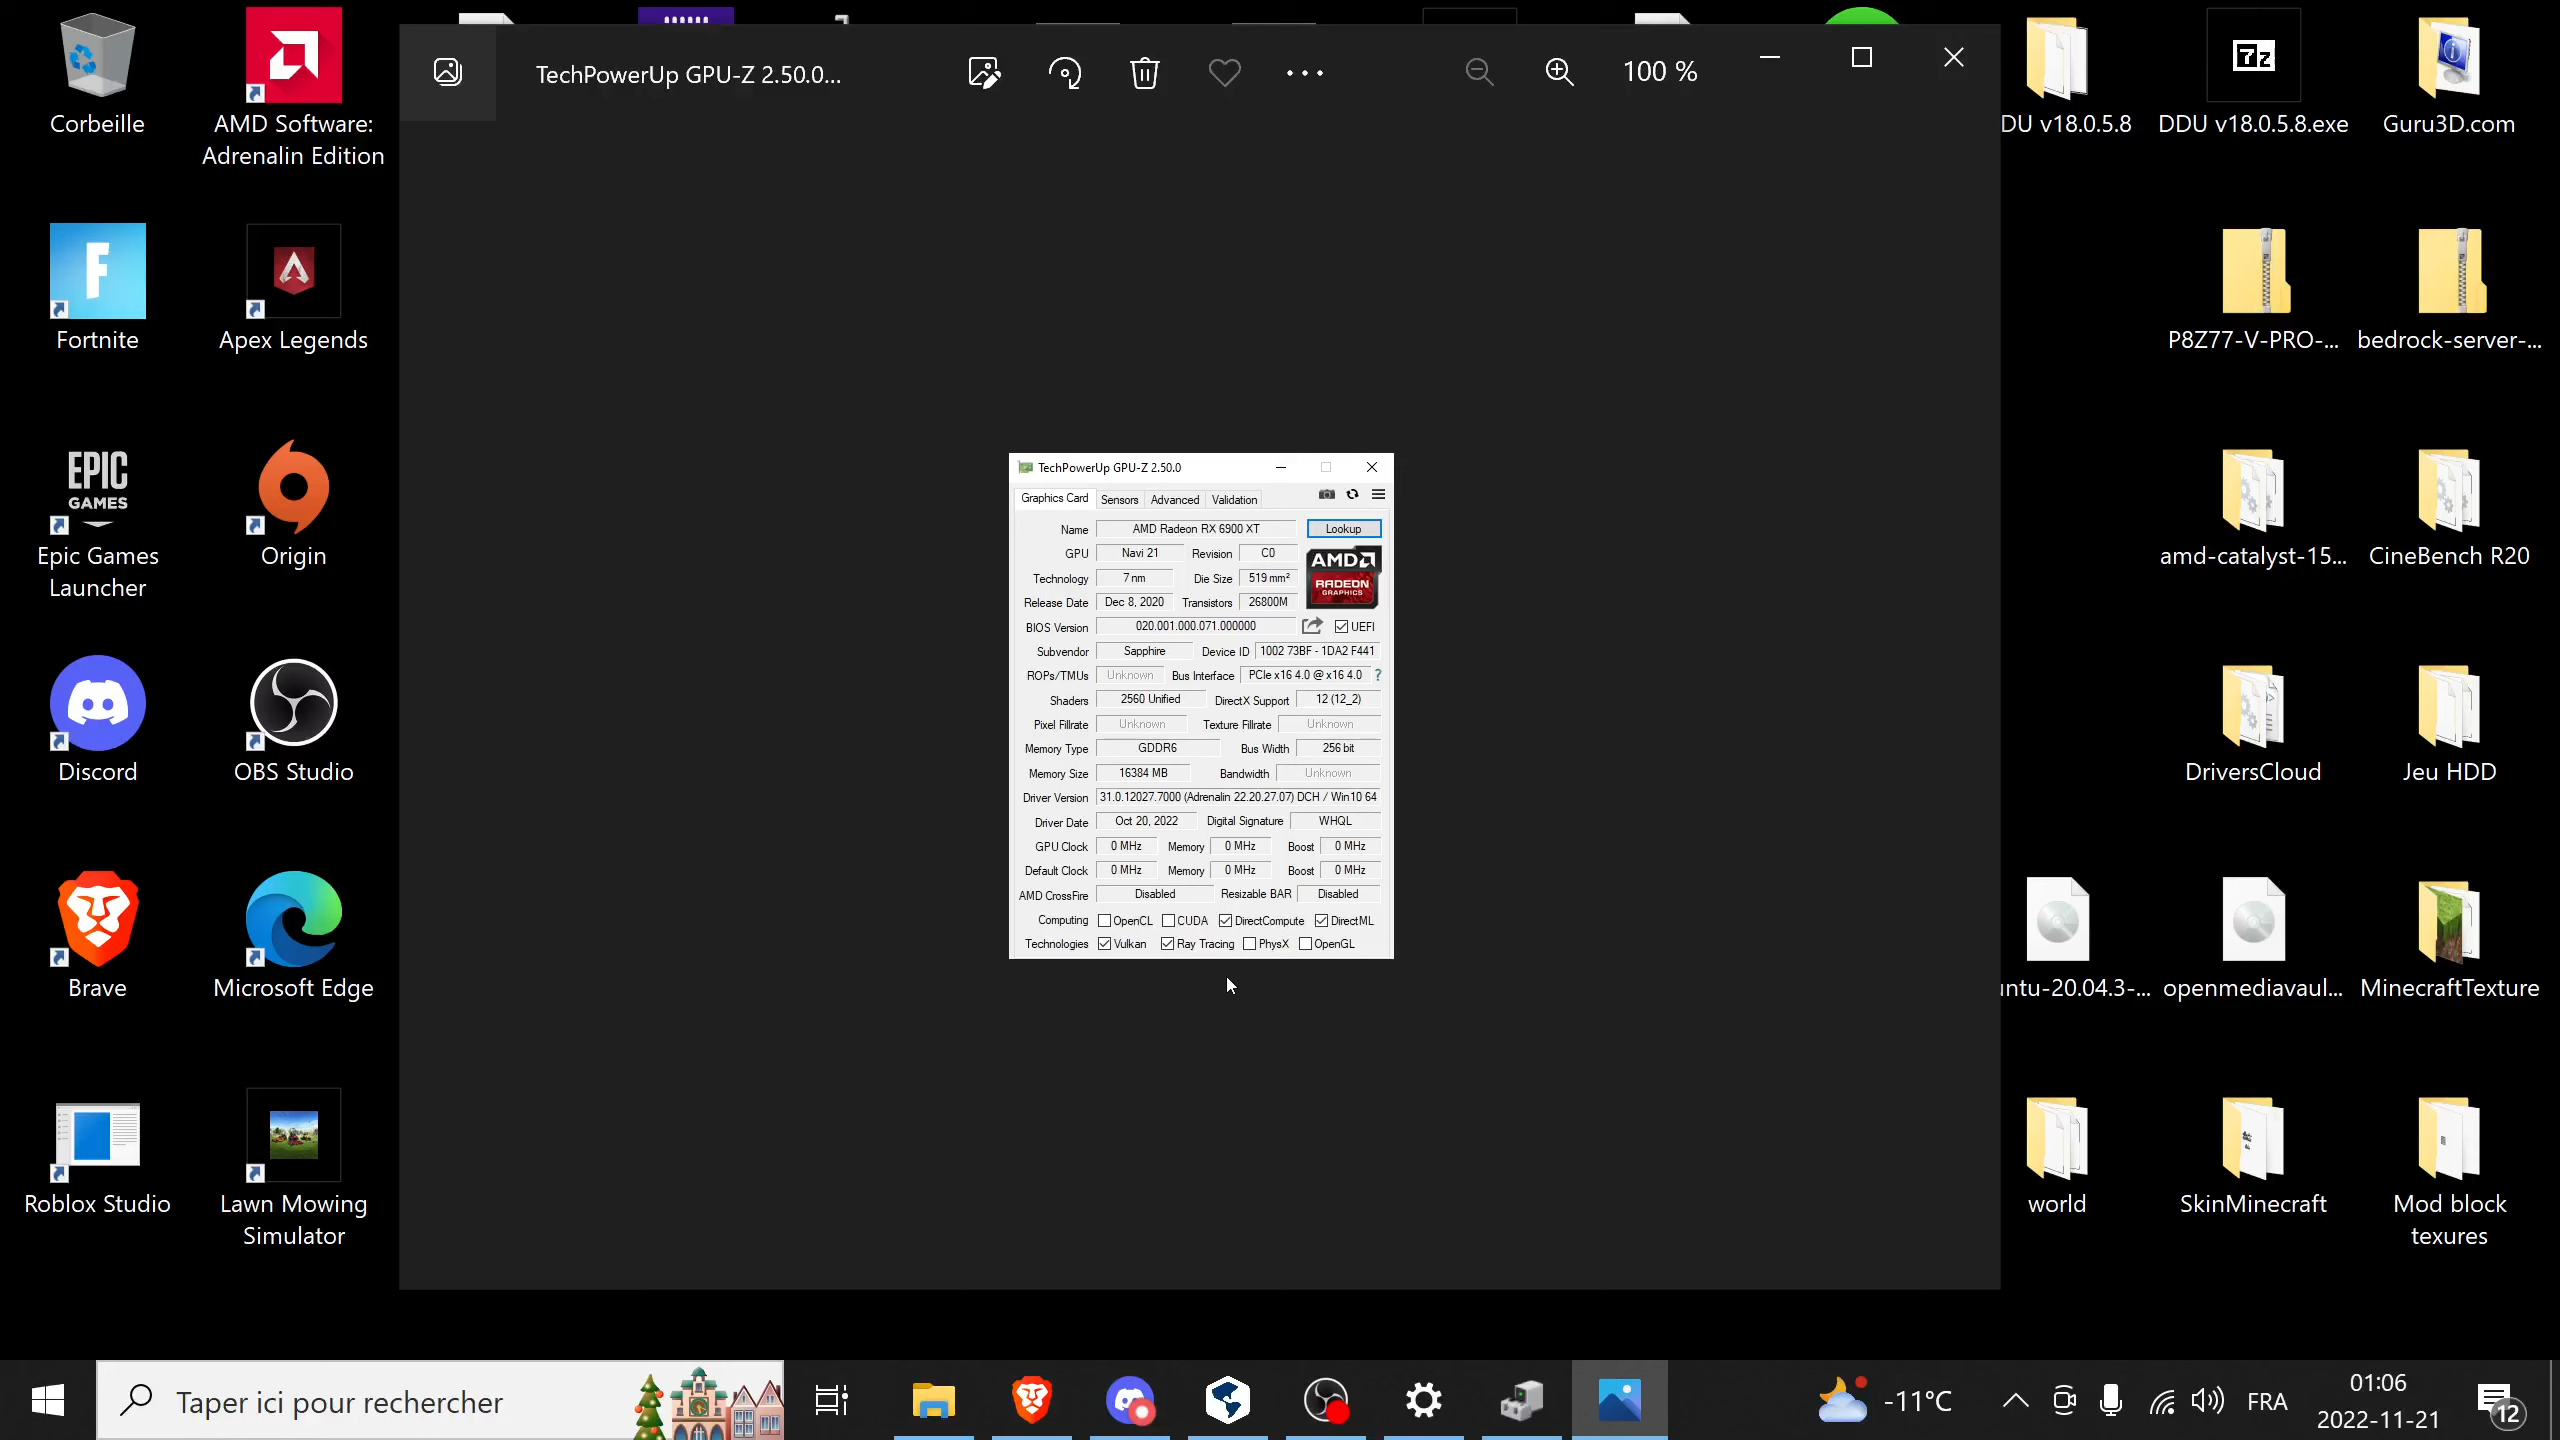 TechPowerUp GPU-Z 2.50.0...
100 %
Corbeille
AMD Software:
Adrenalin Edition
DU v18.0.5.8
7z
DDU v18.0.5.8.exe
Guru3D.com
F
Fortnite
Apex Legends
P8Z77-V-PRO-...
bedrock-server-...
EPIC
GAMES
Epic Games
Launcher
Origin
amd-catalyst-15...
CineBench R20
Discord
OBS Studio
DriversCloud
Jeu HDD
Brave
Microsoft Edge
untu-20.04.3-...
openmediavaul...
MinecraftTexture
Roblox Studio
Lawn Mowing
Simulator
world
SkinMinecraft
Mod block
texures
TechPowerUp GPU-Z 2.50.0
Graphics Card Sensors Advanced Validation
Name AMD Radeon RX 6900 XT Lookup
GPU Navi 21 Revision C0
AMD
RADEON
GRAPHICS
Technology 7 nm Die Size 519 mm²
Release Date Dec 8, 2020 Transistors 26800M
BIOS Version 020.001.000.071.000000 UEFI
Subvendor Sapphire Device ID 1002 73BF - 1DA2 F441
ROPs/TMUs Unknown Bus Interface PCIe x16 4.0 @ x16 4.0 ?
Shaders 2560 Unified DirectX Support 12 (12_2)
Pixel Fillrate Unknown Texture Fillrate Unknown
Memory Type GDDR6 Bus Width 256 bit
Memory Size 16384 MB Bandwidth Unknown
Driver Version 31.0.12027.7000 (Adrenalin 22.20.27.07) DCH / Win10 64
Driver Date Oct 20, 2022 Digital Signature WHQL
GPU Clock 0 MHz Memory 0 MHz Boost 0 MHz
Default Clock 0 MHz Memory 0 MHz Boost 0 MHz
AMD CrossFire Disabled Resizable BAR Disabled
Computing OpenCL CUDA DirectCompute DirectML
Technologies Vulkan Ray Tracing PhysX OpenGL
Taper ici pour rechercher
-11°C
FRA
01:06
2022-11-21
12